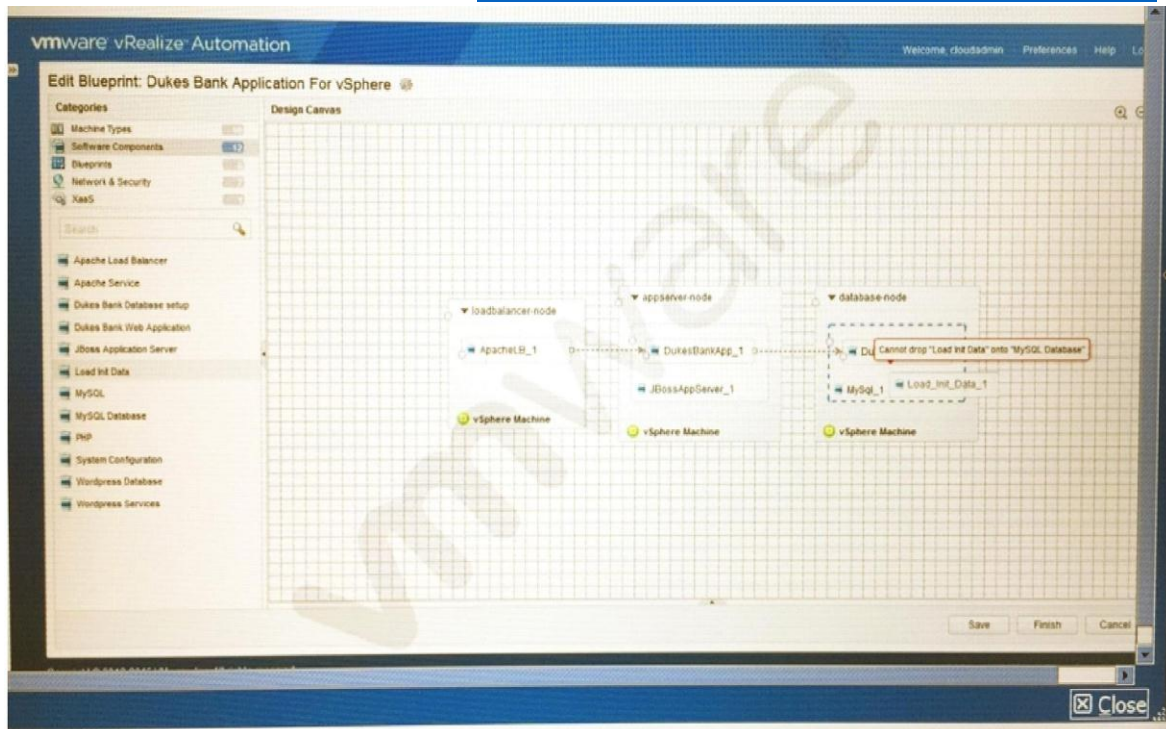 vmware vRealize Automation
Welcome, cloudadmin Preferences Help Lo
Edit Blueprint: Dukes Bank Application For vSphere
Categories
Machine Types
Software Components
Blueprints
Network & Security
XaaS
Search
Apache Load Balancer
Apache Service
Dukes Bank Database setup
Dukes Bank Web Application
JBoss Application Server
Load Init Data
MySQL
MySQL Database
PHP
System Configuration
Wordpress Database
Wordpress Services
Design Canvas
loadbalancer-node
ApacheLB_1
vSphere Machine
appserver-node
DukesBankApp_1
JBossAppServer_1
vSphere Machine
database-node
Du
Cannot drop "Load Init Data" onto "MySQL Database"
MySql_1
Load_Init_Data_1
vSphere Machine
vmware
Save Finish Cancel
Close